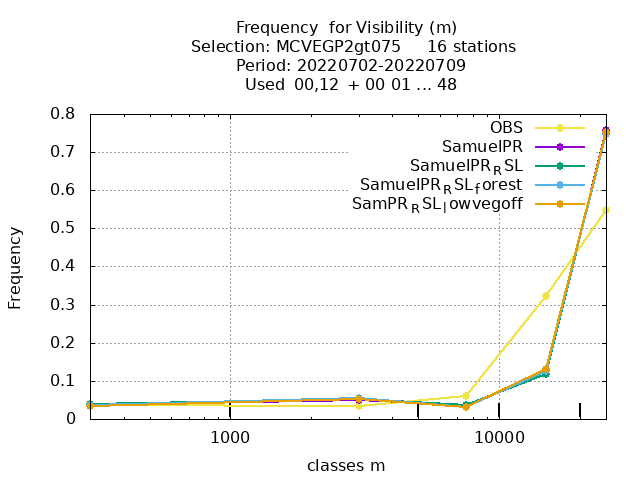 Frequency  for Visibility (m)
Selection: MCVEGP2gt075     16 stations
Period: 20220702-20220709
Used  00,12  + 00 01 ... 48
OBS
SamuelPR
SamuelPR_RSL
SamuelPR_RSL_forest
SamPR_RSL_lowvegoff
Frequency
0.8
0.7
0.6
0.5
0.4
0.3
0.2
0.1
0
1000
10000
classes m